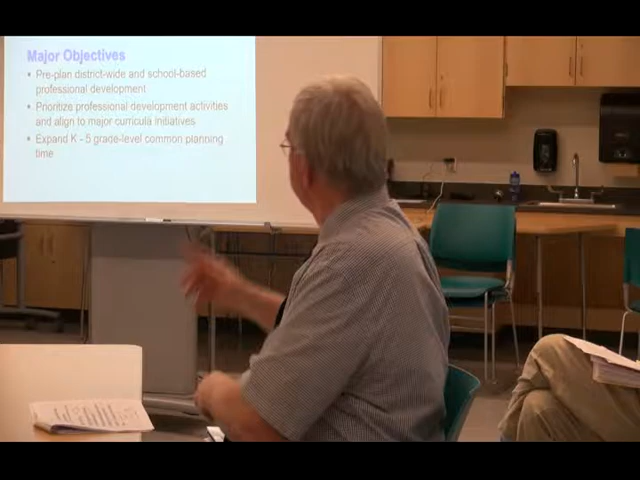 Major Objectives
• Pre-plan district-wide and school-based
professional development
• Prioritize professional development activities
and align to major curricula initiatives
• Expand K - 5 grade-level common planning
time